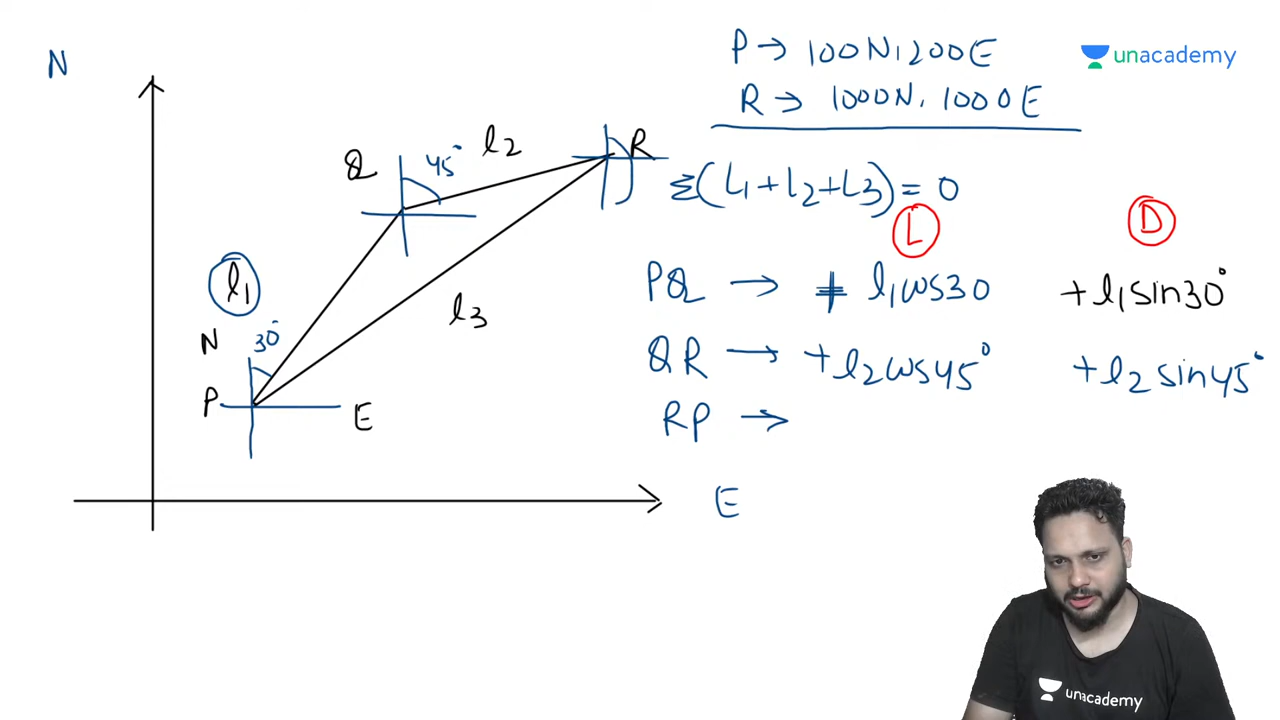 N
P → 100N, 200E
R → 1000N, 1000E
unacademy
Q 45° l2 R
Σ(L1+L2+L3) = 0
L D
l1
PQ → + l1cos30 +l1sin30°
N 30°
l3
QR → +l2cos45° +l2sin45°
P E
RP →
E
unacademy